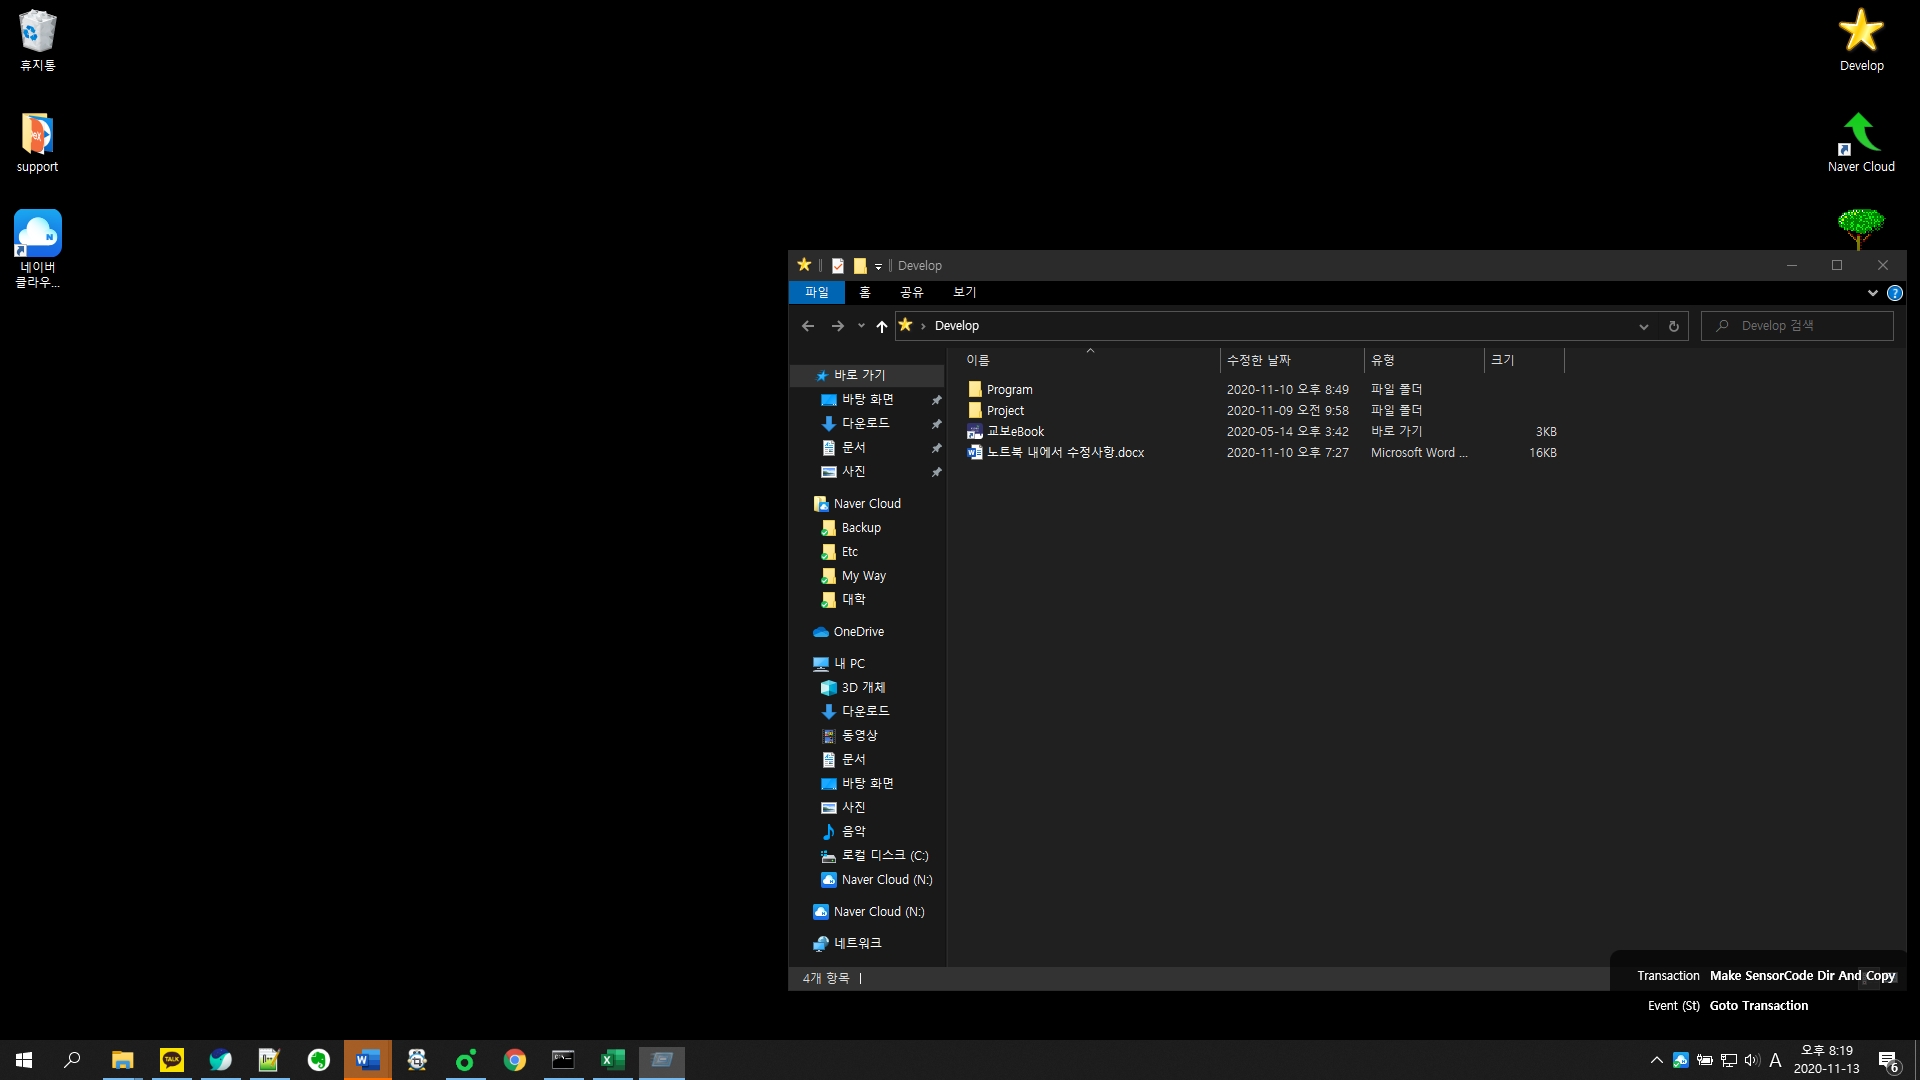 휴지통
support
네이버
클라우...
Develop
Naver Cloud
Develop
파일
홈
공유
보기
Develop
Develop 검색
이름
수정한 날짜
유형
크기
Program
2020-11-10 오후 8:49
파일 폴더
Project
2020-11-09 오전 9:58
파일 폴더
교보eBook
2020-05-14 오후 3:42
바로 가기
3KB
노트북 내에서 수정사항.docx
2020-11-10 오후 7:27
Microsoft Word ...
16KB
바로 가기
바탕 화면
다운로드
문서
사진
Naver Cloud
Backup
Etc
My Way
대학
OneDrive
내 PC
3D 개체
다운로드
동영상
문서
바탕 화면
사진
음악
로컬 디스크 (C:)
Naver Cloud (N:)
Naver Cloud (N:)
네트워크
4개 항목
Transaction Make SensorCode Dir And Copy
Event (St) Goto Transaction
TALK
A
오후 8:19
2020-11-13
6